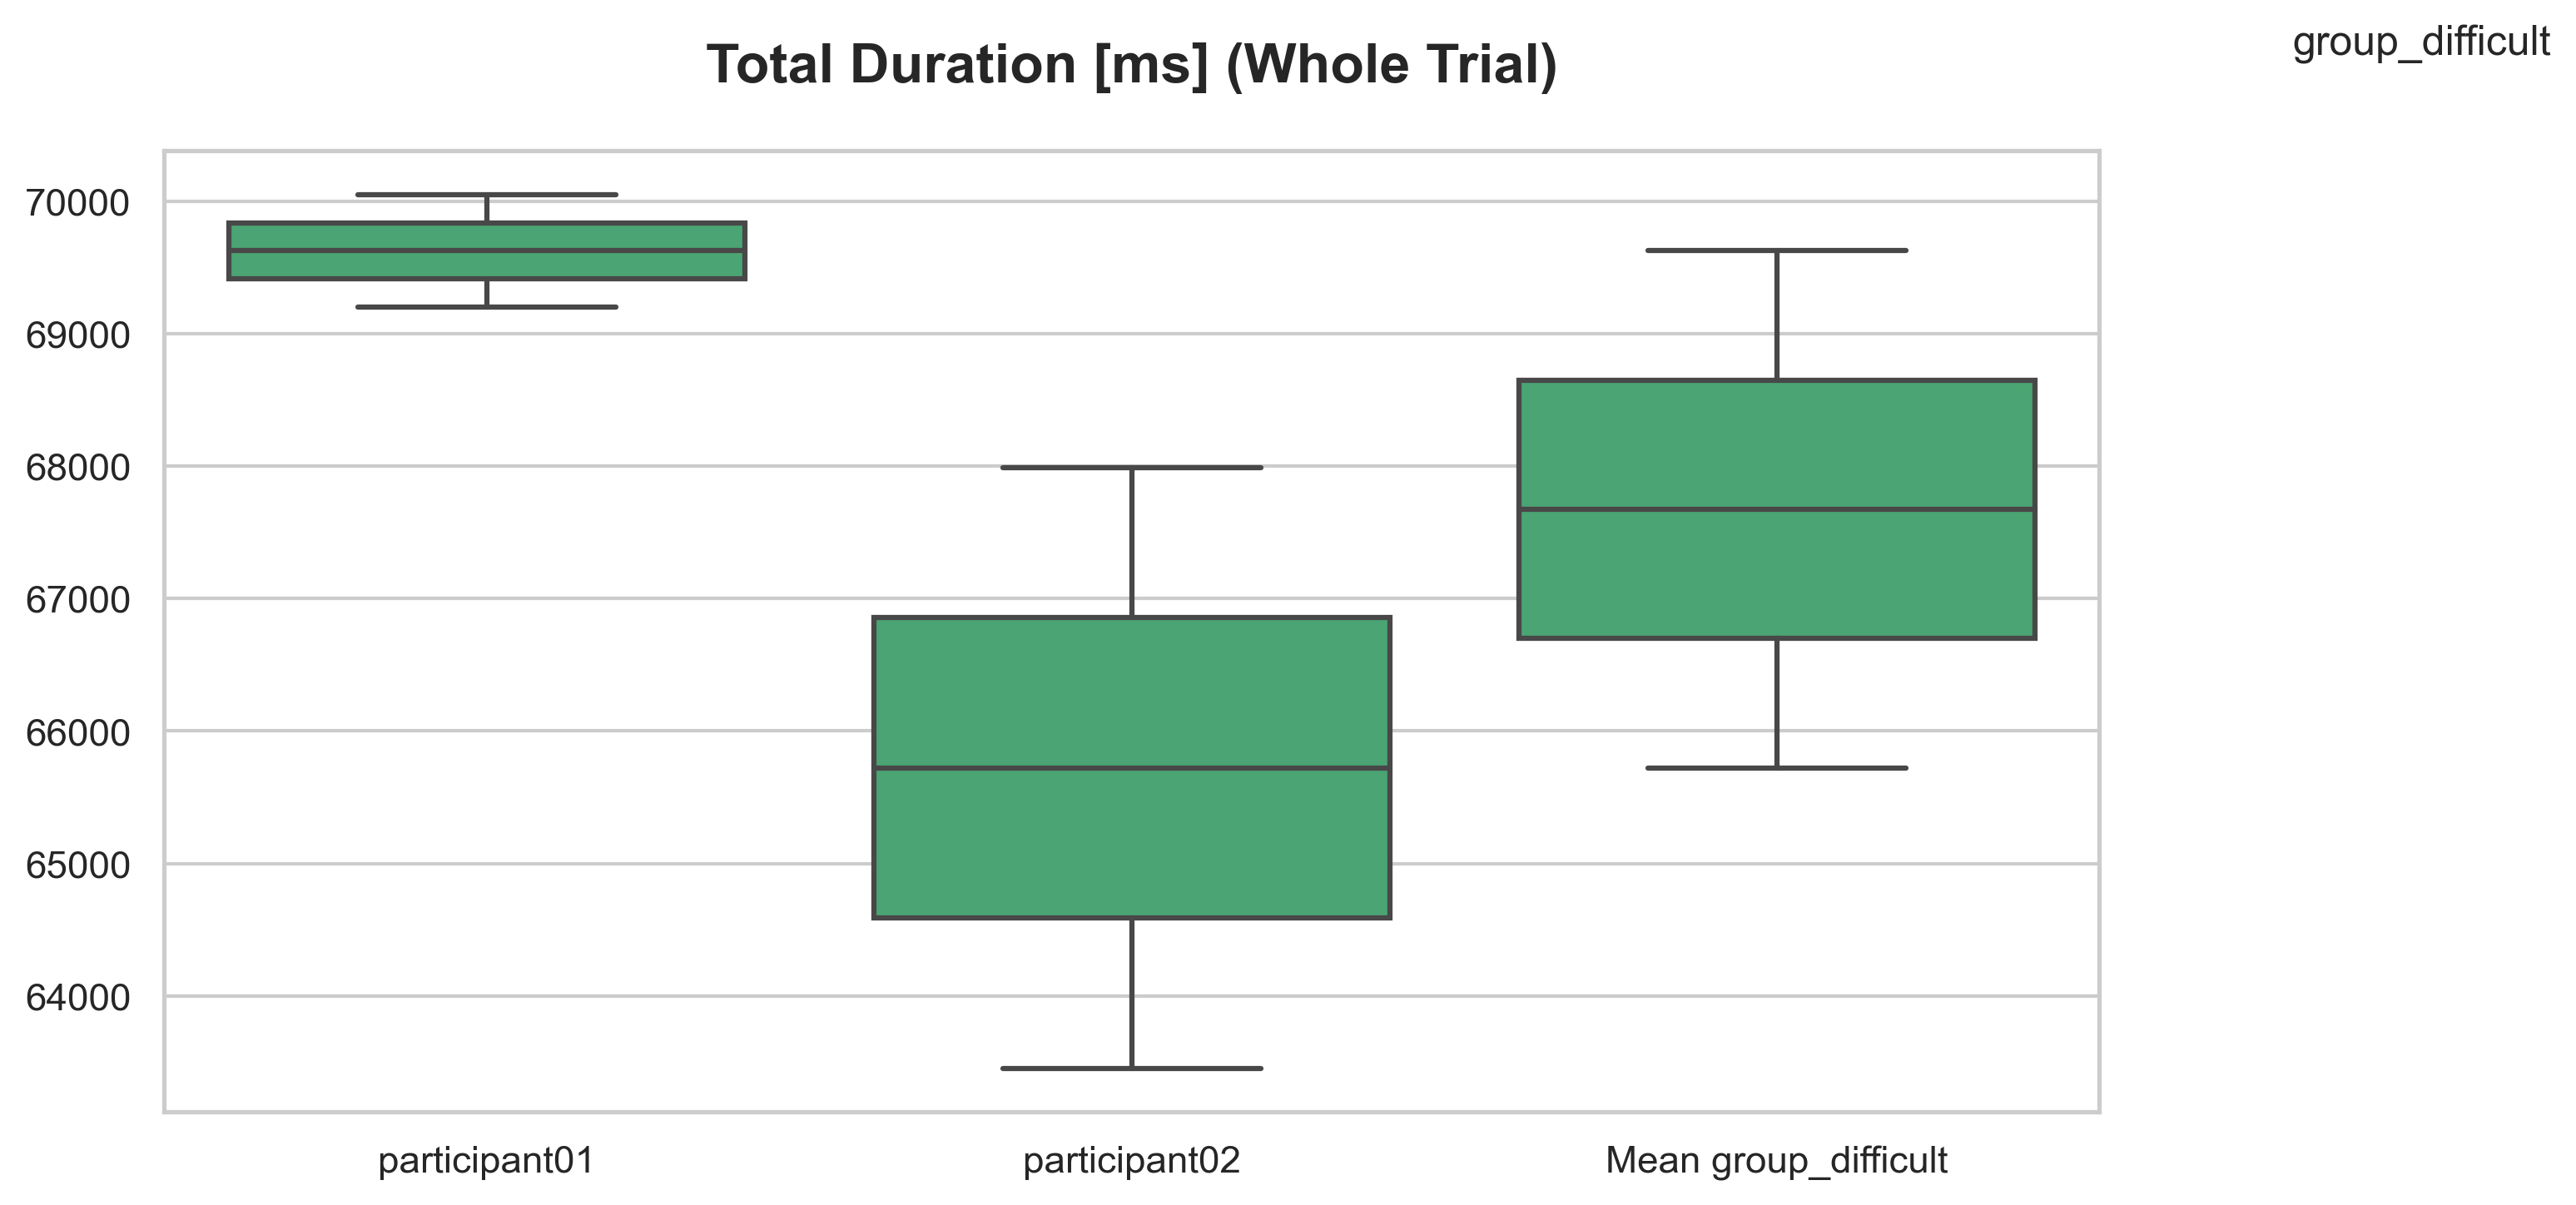 Total Duration [ms] (Whole Trial)
group_difficult
70000
69000
68000
67000
66000
65000
64000
participant01
participant02
Mean group_difficult